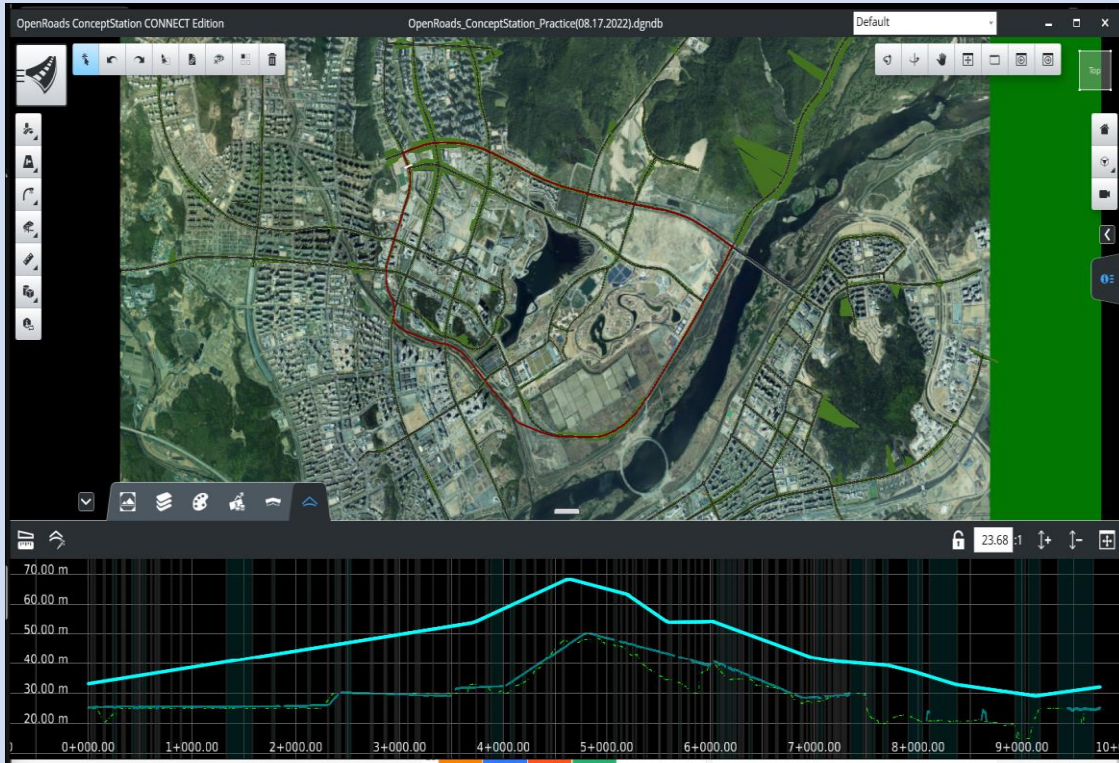 OpenRoads ConceptStation CONNECT Edition
OpenRoads_ConceptStation_Practice(08.17.2022).dgndb
Default
Top
23.68 :1
70.00 m
60.00 m
50.00 m
40.00 m
30.00 m
20.00 m
0+000.00 1+000.00 2+000.00 3+000.00 4+000.00 5+000.00 6+000.00 7+000.00 8+000.00 9+000.00 10+